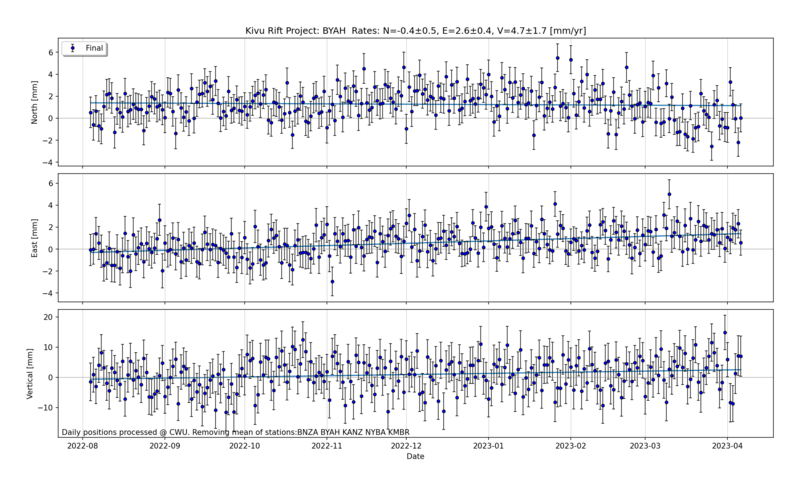 Kivu Rift Project: BYAH Rates: N=-0.4±0.5, E=2.6±0.4, V=4.7±1.7 [mm/yr]
Final
North [mm]
6
4
2
0
−2
−4
East [mm]
6
4
2
0
−2
−4
Vertical [mm]
20
10
0
−10
Daily positions processed @ CWU. Removing mean of stations:BNZA BYAH KANZ NYBA KMBR
2022-08 2022-09 2022-10 2022-11 2022-12 2023-01 2023-02 2023-03 2023-04
Date